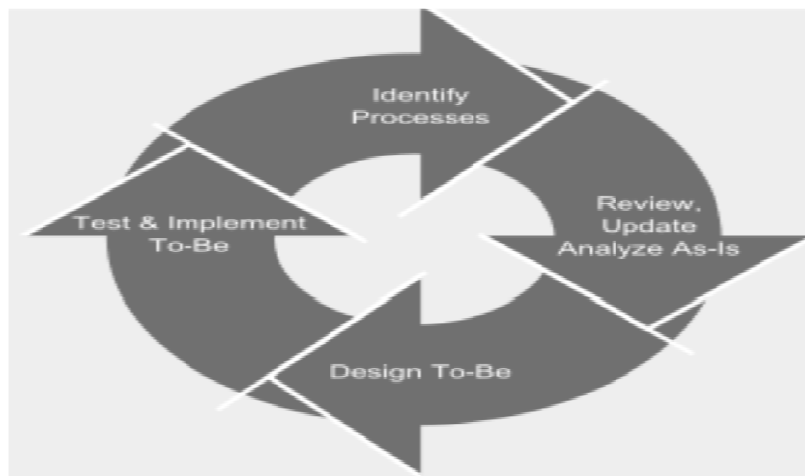 Identify
Processes
Review,
Update
Analyze As-Is
Design To-Be
Test & Implement
To-Be